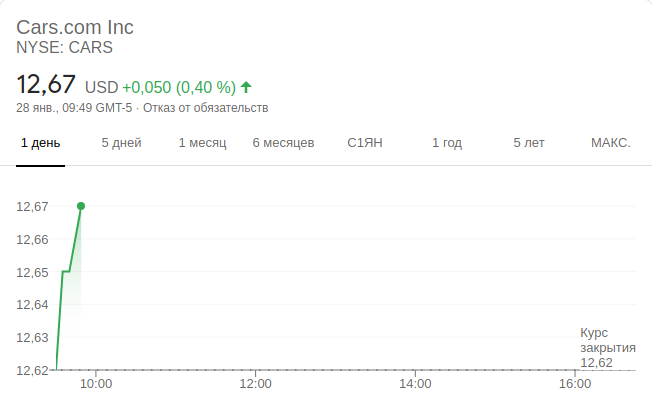 Cars.com Inc
NYSE: CARS
12,67 USD +0,050 (0,40 %)
28 янв., 09:49 GMT-5 · Отказ от обязательств
1 день 5 дней 1 месяц 6 месяцев С1ЯН 1 год 5 лет МАКС.
12,67
12,66
12,65
12,64
12,63
12,62
Курс
закрытия
12,62
10:00 12:00 14:00 16:00